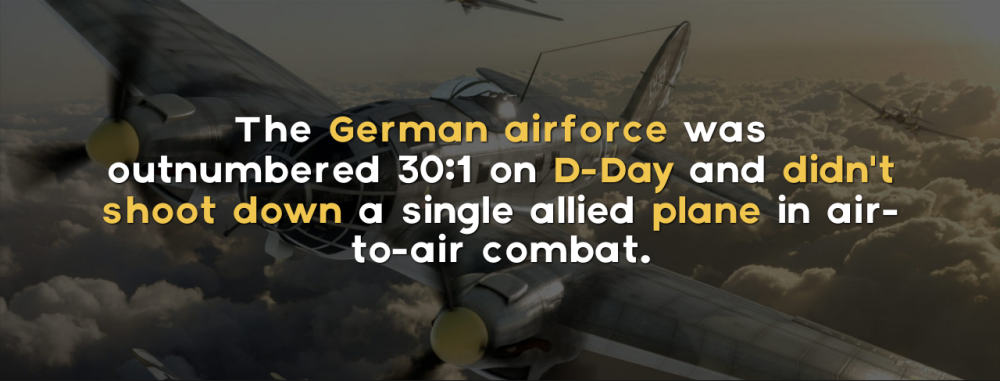 The German airforce was
outnumbered 30:1 on D-Day and didn't
shoot down a single allied plane in air-
to-air combat.